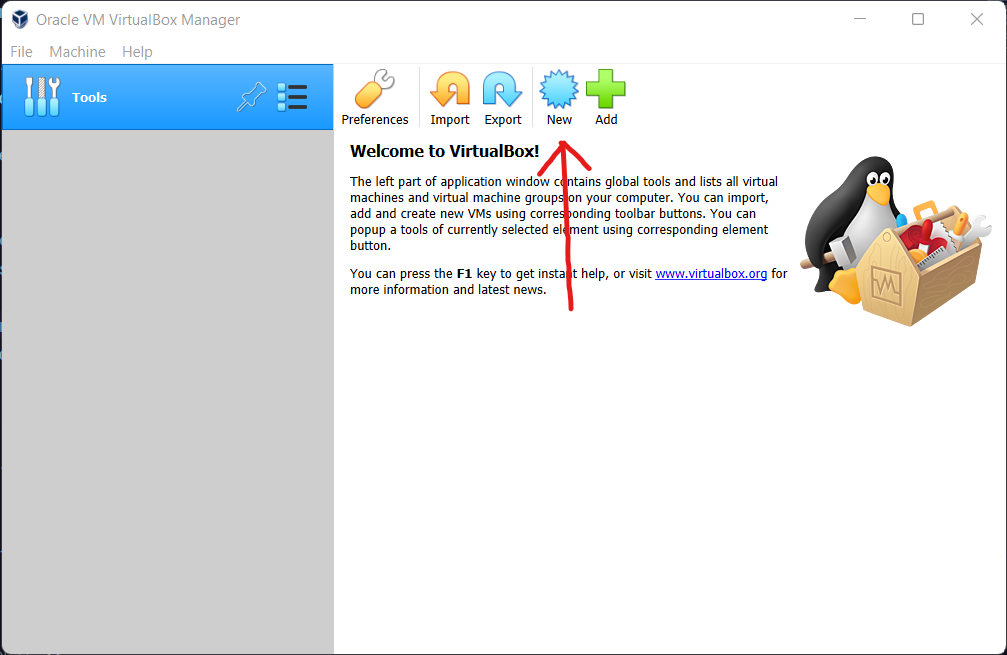 Oracle VM VirtualBox Manager
File Machine Help
Tools
Preferences Import Export New Add
Welcome to VirtualBox!
The left part of application window contains global tools and lists all virtual
machines and virtual machine groups on your computer. You can import,
add and create new VMs using corresponding toolbar buttons. You can
popup a tools of currently selected element using corresponding element
button.
You can press the F1 key to get instant help, or visit www.virtualbox.org for
more information and latest news.